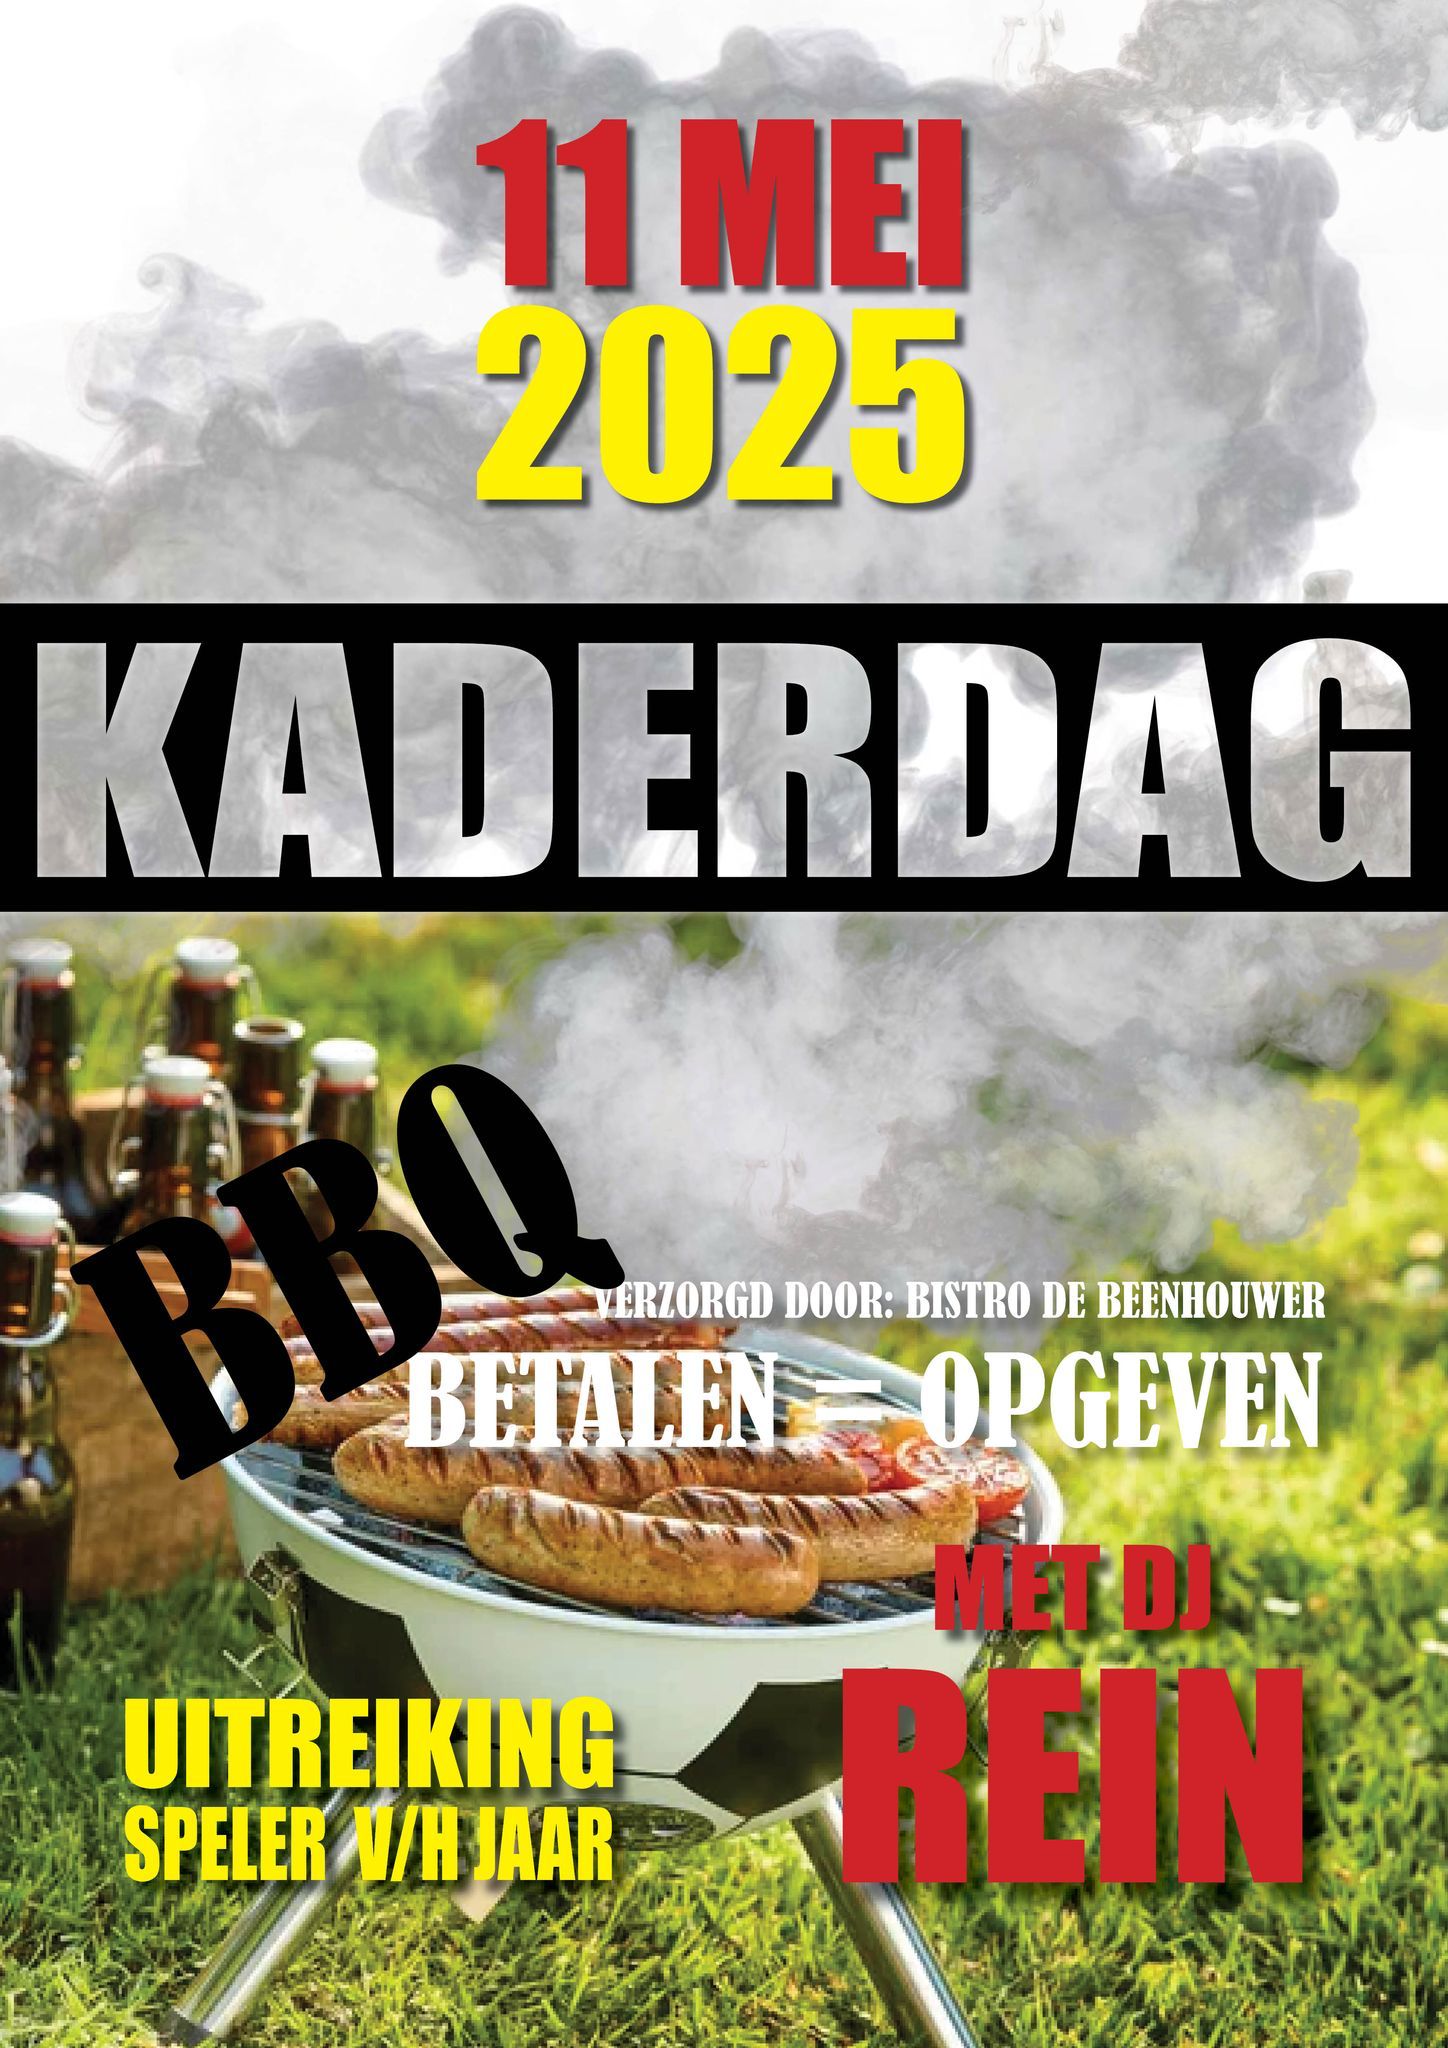 11 MEI
2025
KADERDAG
BBQ
VERZORGD DOOR: BISTRO DE BEENHOUWER
BETALEN = OPGEVEN
MET DJ
REIN
UITREIKING
SPELER V/H JAAR